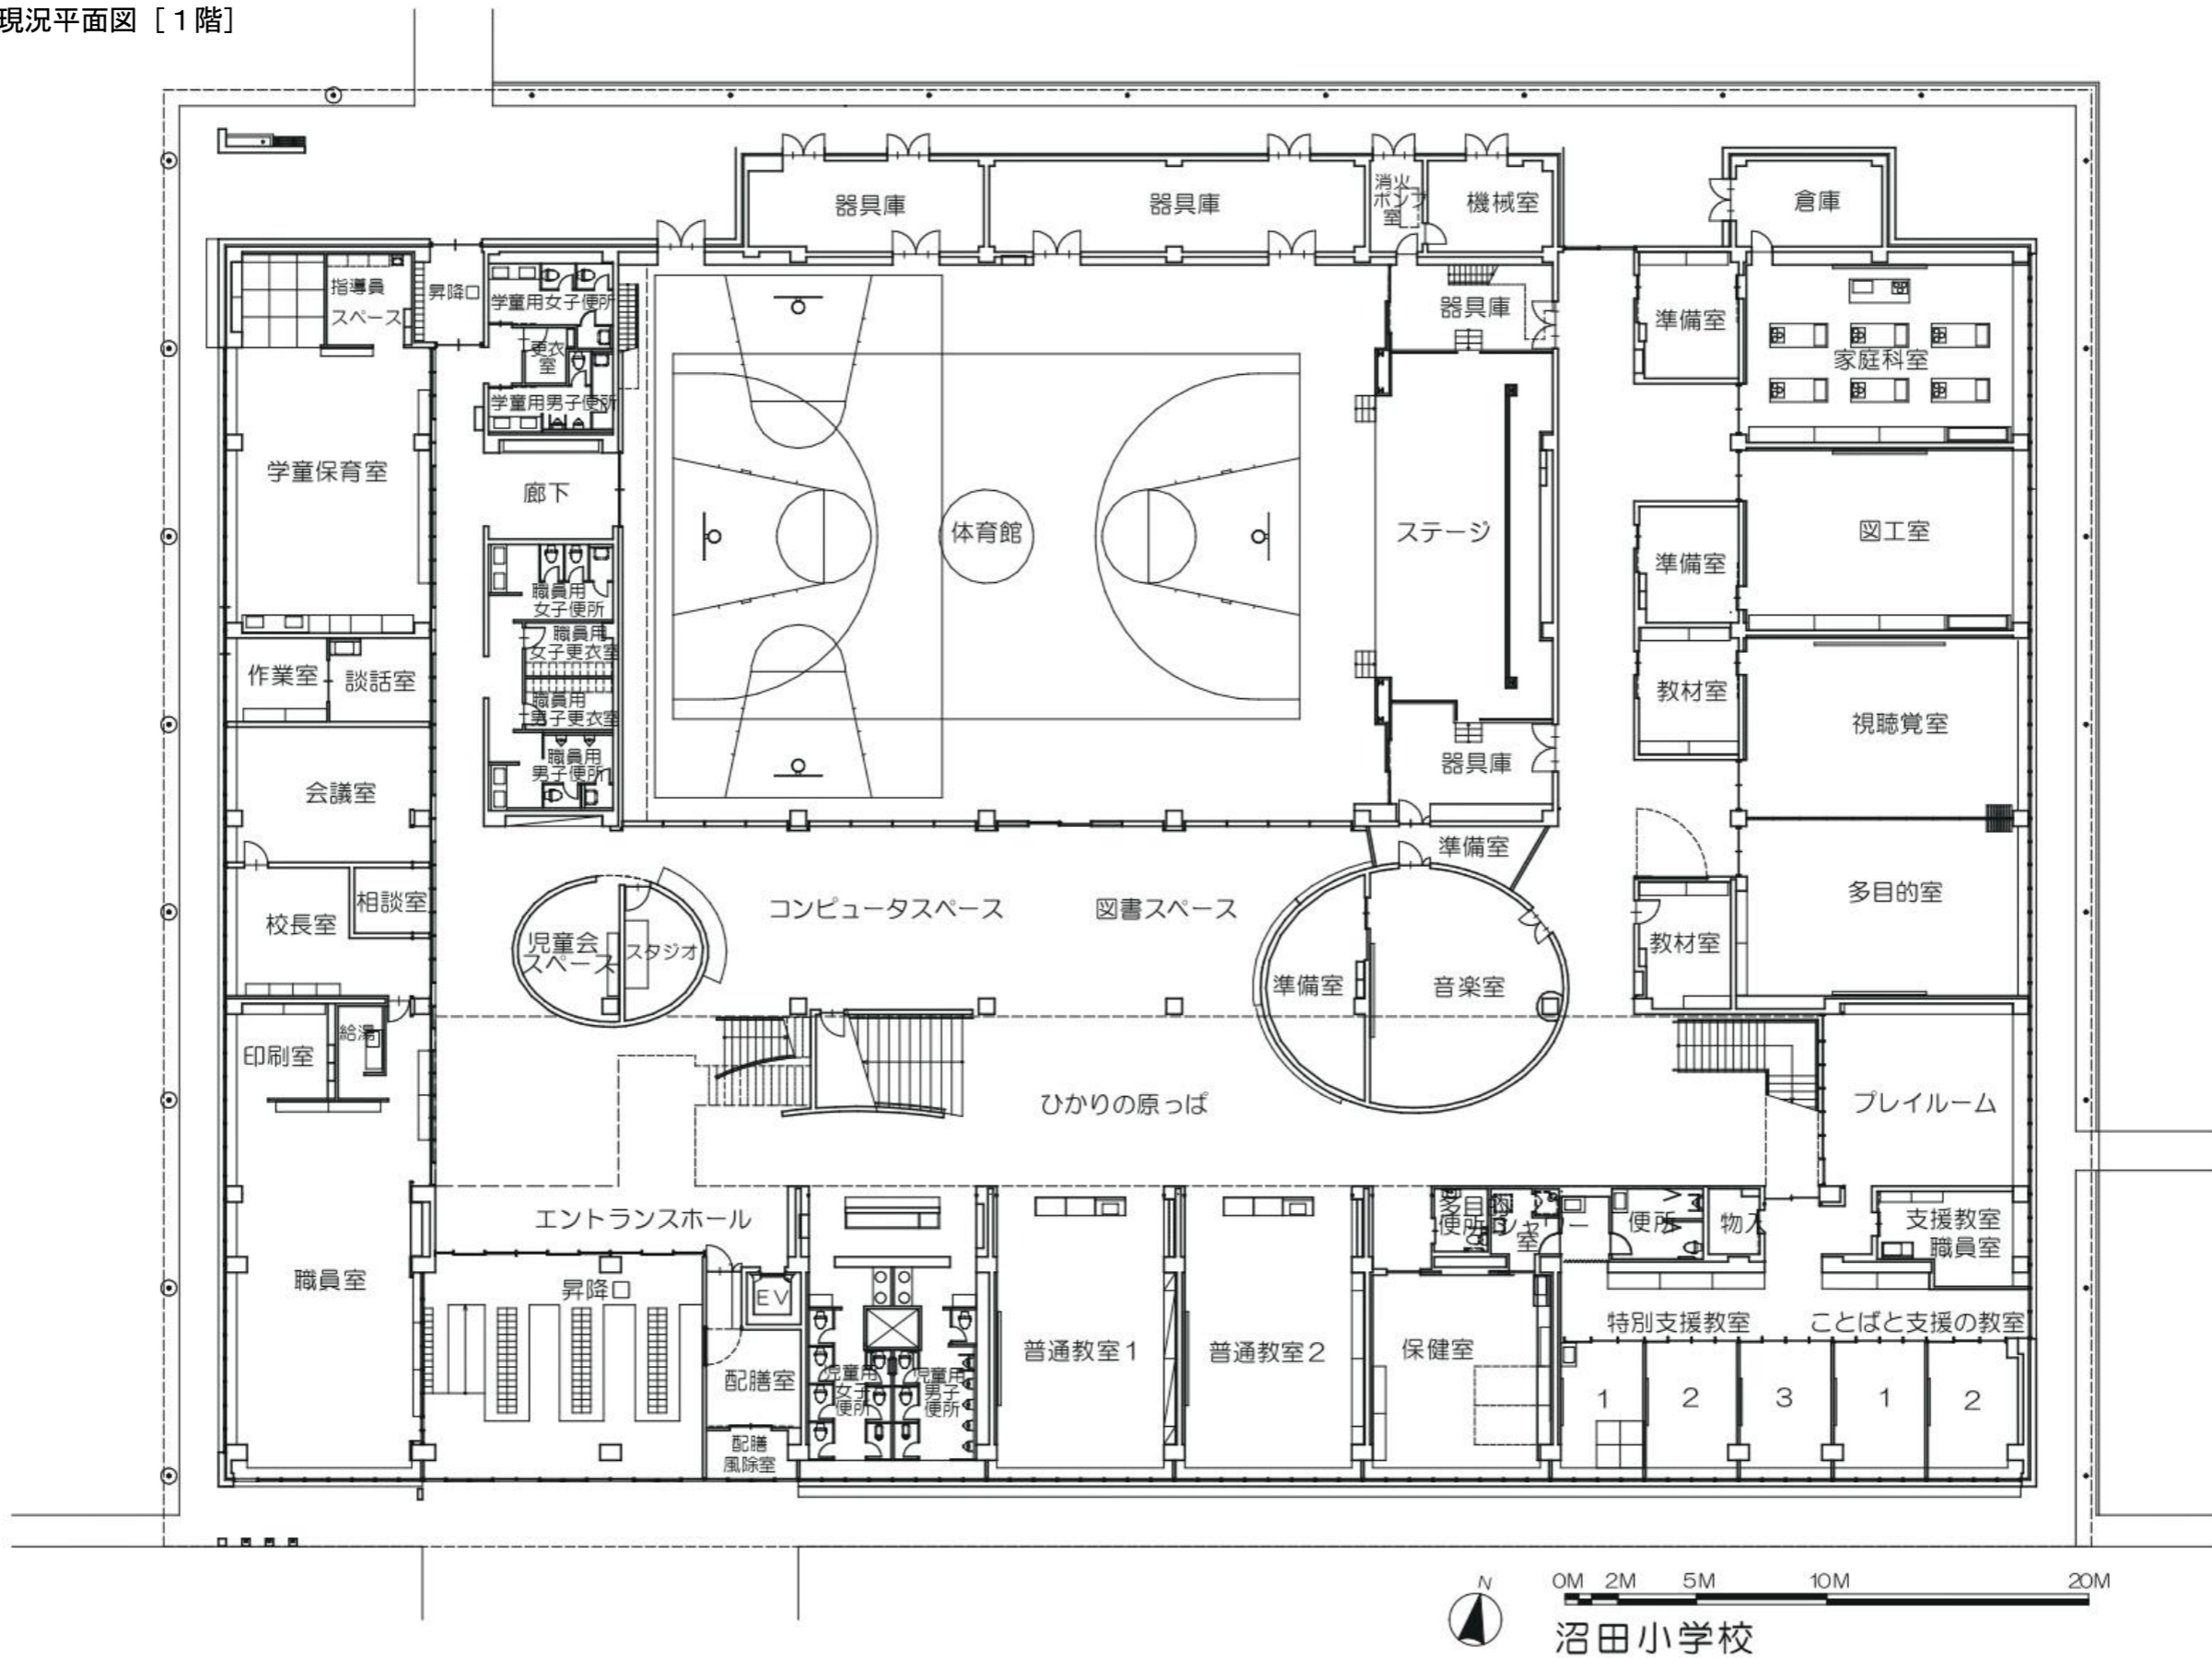 現況平面図［１階］
器具庫
器具庫
消火
ポンプ
室
機械室
倉庫
指導員
スペース
昇降口
学童用女子便所
更衣
室
学童用男子便所
器具庫
準備室
家庭科室
学童保育室
廊下
体育館
ステージ
図工室
準備室
職員用
女子便所
職員用
女子更衣室
職員用
男子更衣室
職員用
男子便所
作業室
談話室
教材室
視聴覚室
会議室
器具庫
準備室
相談室
校長室
児童会
スペース
スタジオ
コンピュータスペース
図書スペース
準備室
音楽室
教材室
多目的室
印刷室
給湯
ひかりの原っぱ
プレイルーム
エントランスホール
多目的
便所
シャワー
室
便所
物入
支援教室
職員室
職員室
昇降口
EV
配膳室
配膳
風除室
児童用
女子
便所
児童用
男子
便所
普通教室１
普通教室２
保健室
特別支援教室
ことばと支援の教室
1
2
3
1
2
N
0M 2M 5M 10M 20M
沼田小学校